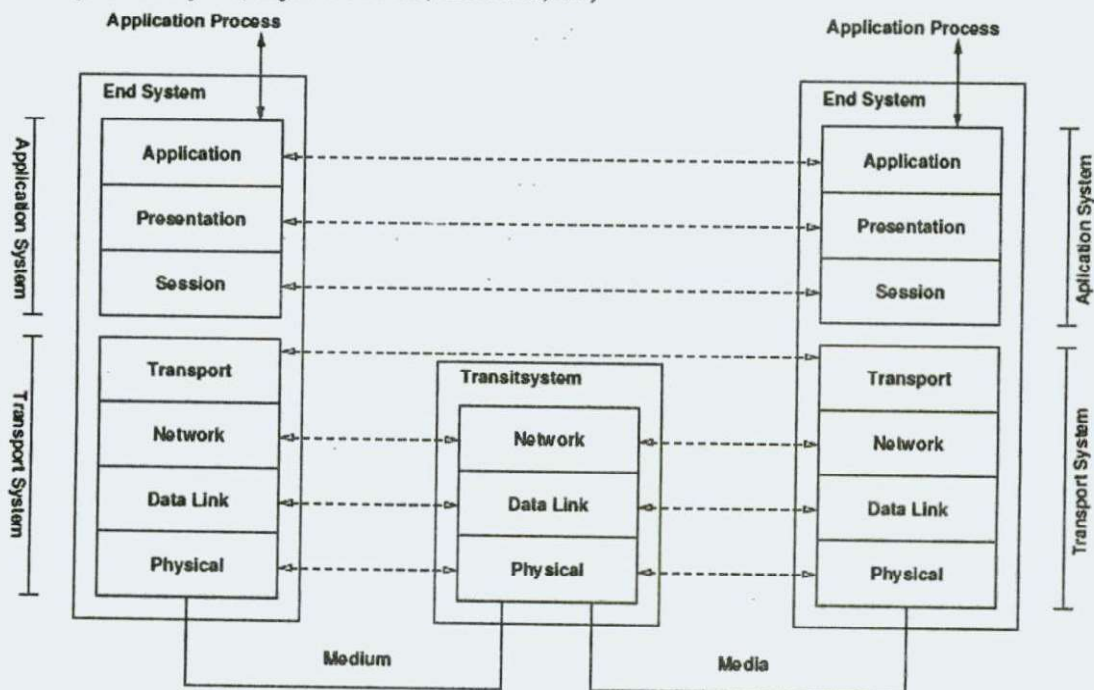 Application Process
Application Process
End System
End System
Application System
Application
Presentation
Session
Application
Presentation
Session
Aplication System
Transport System
Transport
Network
Data Link
Physical
Transitsystem
Network
Data Link
Physical
Transport
Network
Data Link
Physical
Transport System
Medium
Media